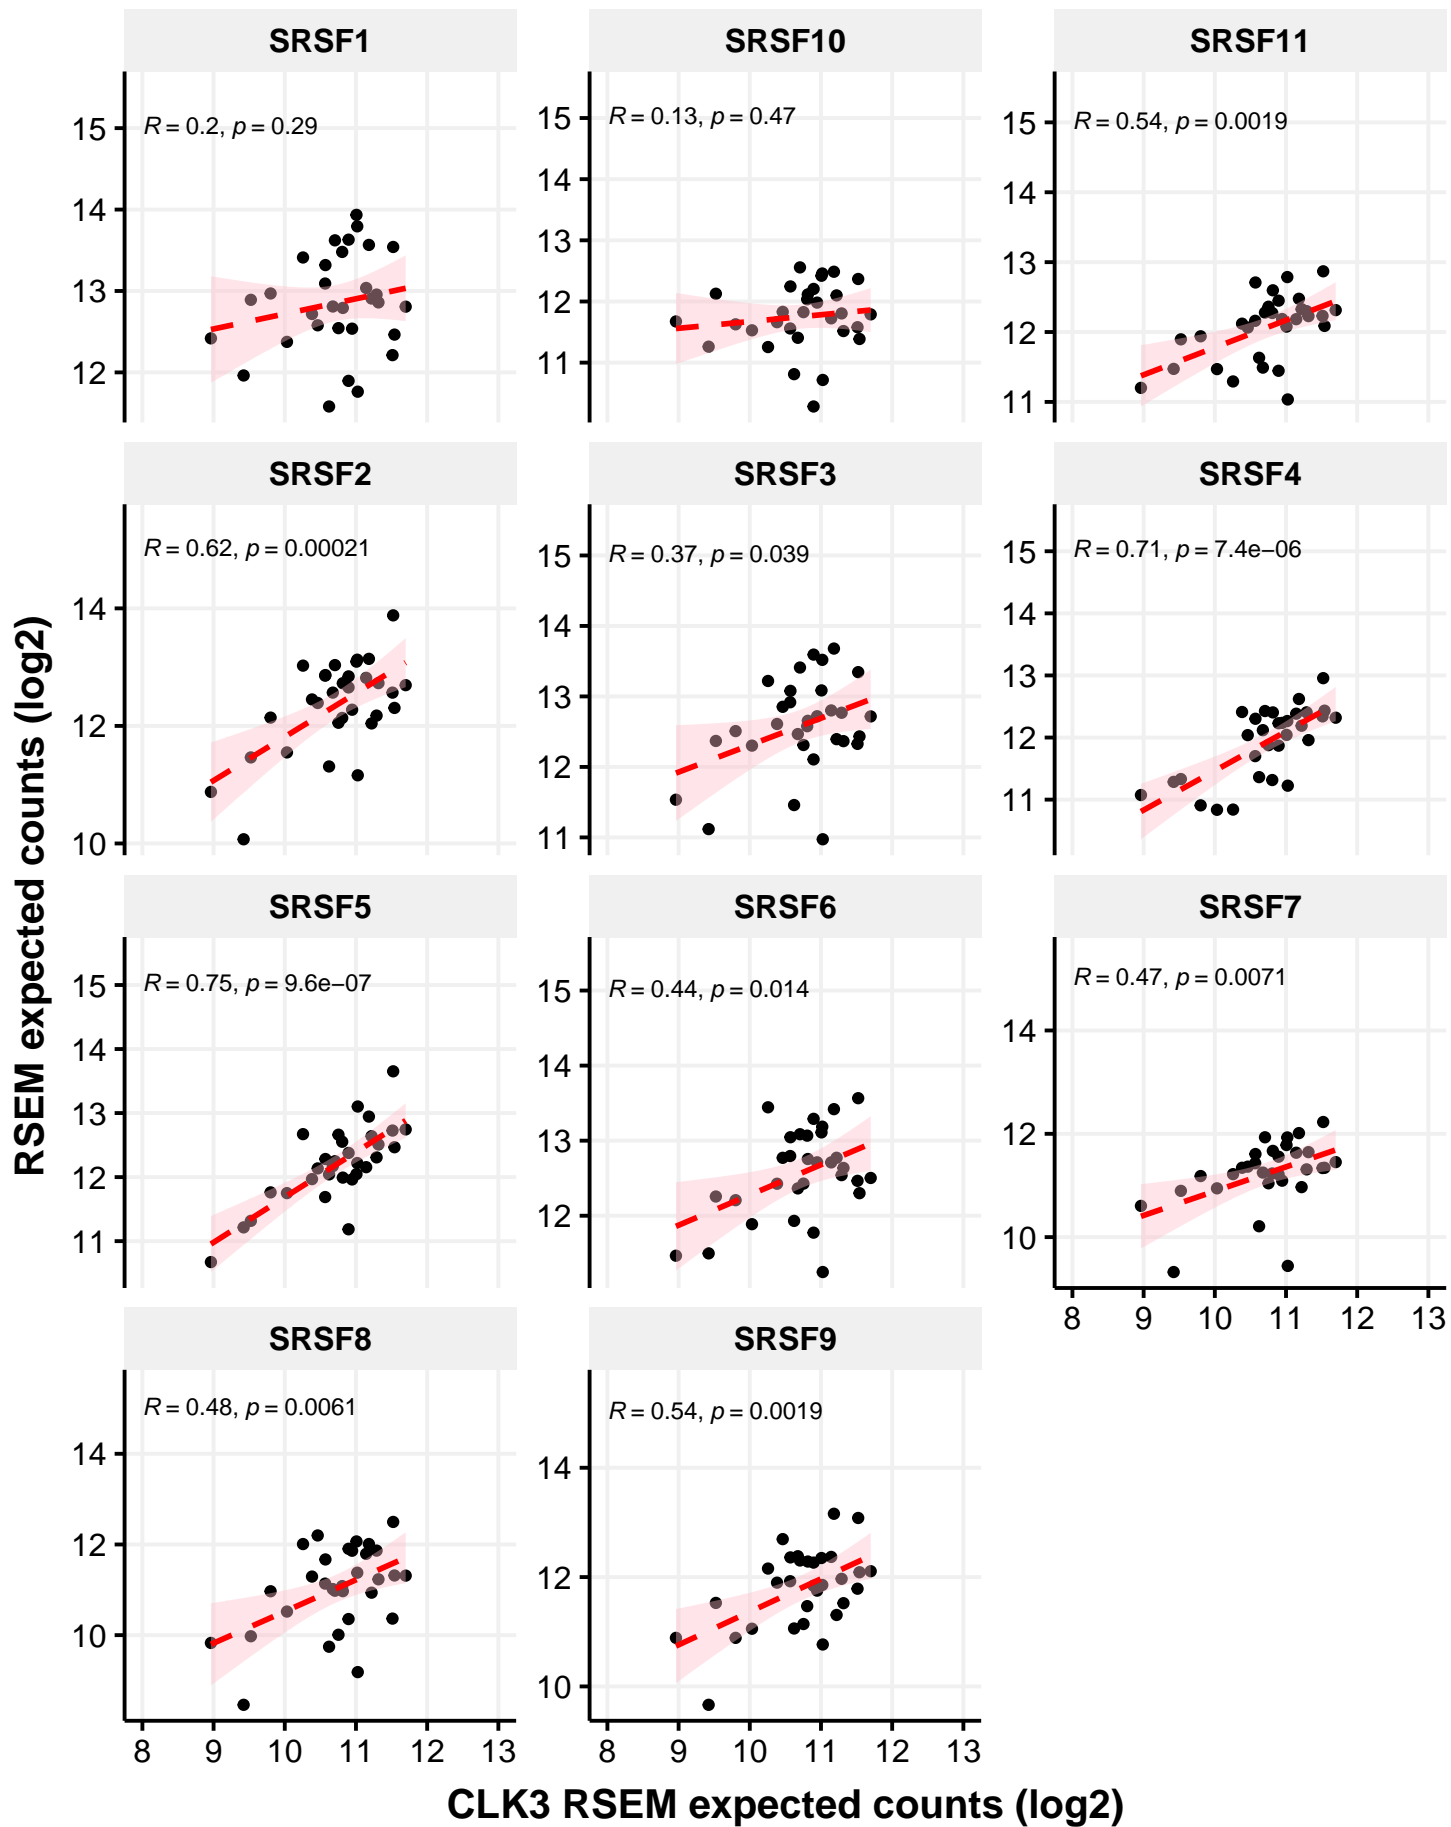 SRSF1
SRSF10
SRSF11
R = 0.2, p = 0.29
15
14
13
12
R = 0.13, p = 0.47
15
14
13
12
11
R = 0.54, p = 0.0019
15
14
13
12
11
SRSF2
SRSF3
SRSF4
R = 0.62, p = 0.00021
14
12
10
R = 0.37, p = 0.039
15
14
13
12
11
R = 0.71, p = 7.4e−06
15
14
13
12
11
RSEM expected counts (log2)
SRSF5
SRSF6
SRSF7
R = 0.75, p = 9.6e−07
15
14
13
12
11
R = 0.44, p = 0.014
15
14
13
12
R = 0.47, p = 0.0071
14
12
10
8 9 10 11 12 13
SRSF8
SRSF9
R = 0.48, p = 0.0061
14
12
10
8 9 10 11 12 13
R = 0.54, p = 0.0019
14
12
10
8 9 10 11 12 13
CLK3 RSEM expected counts (log2)